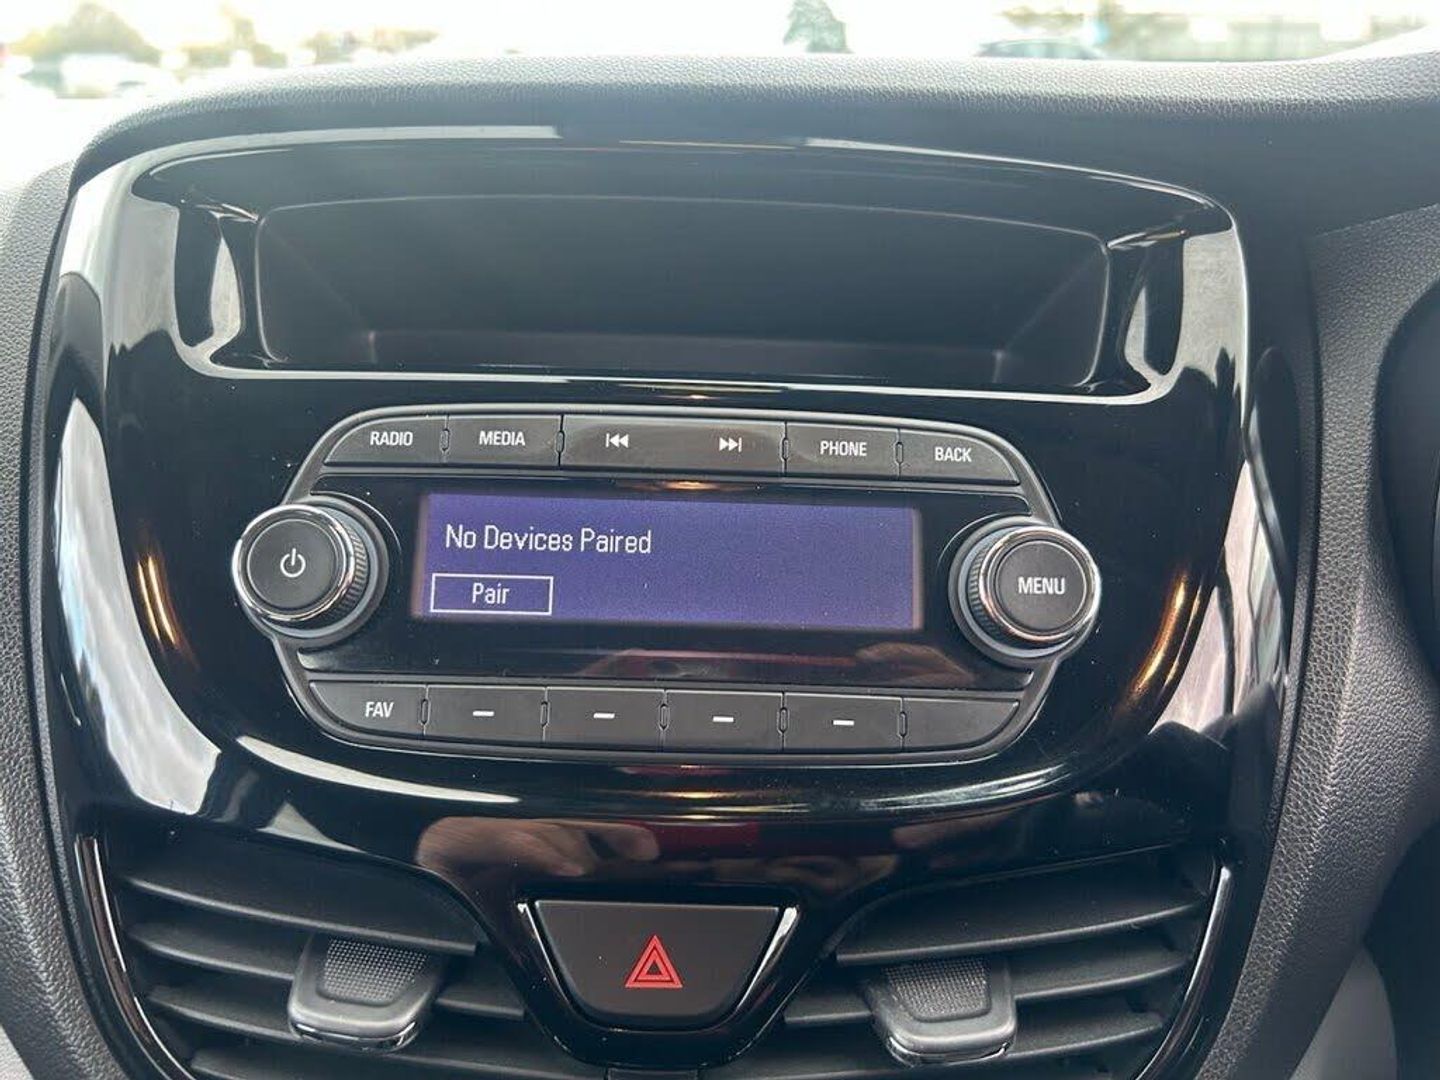 RADIO MEDIA PHONE BACK
No Devices Paired
Pair
MENU
FAV